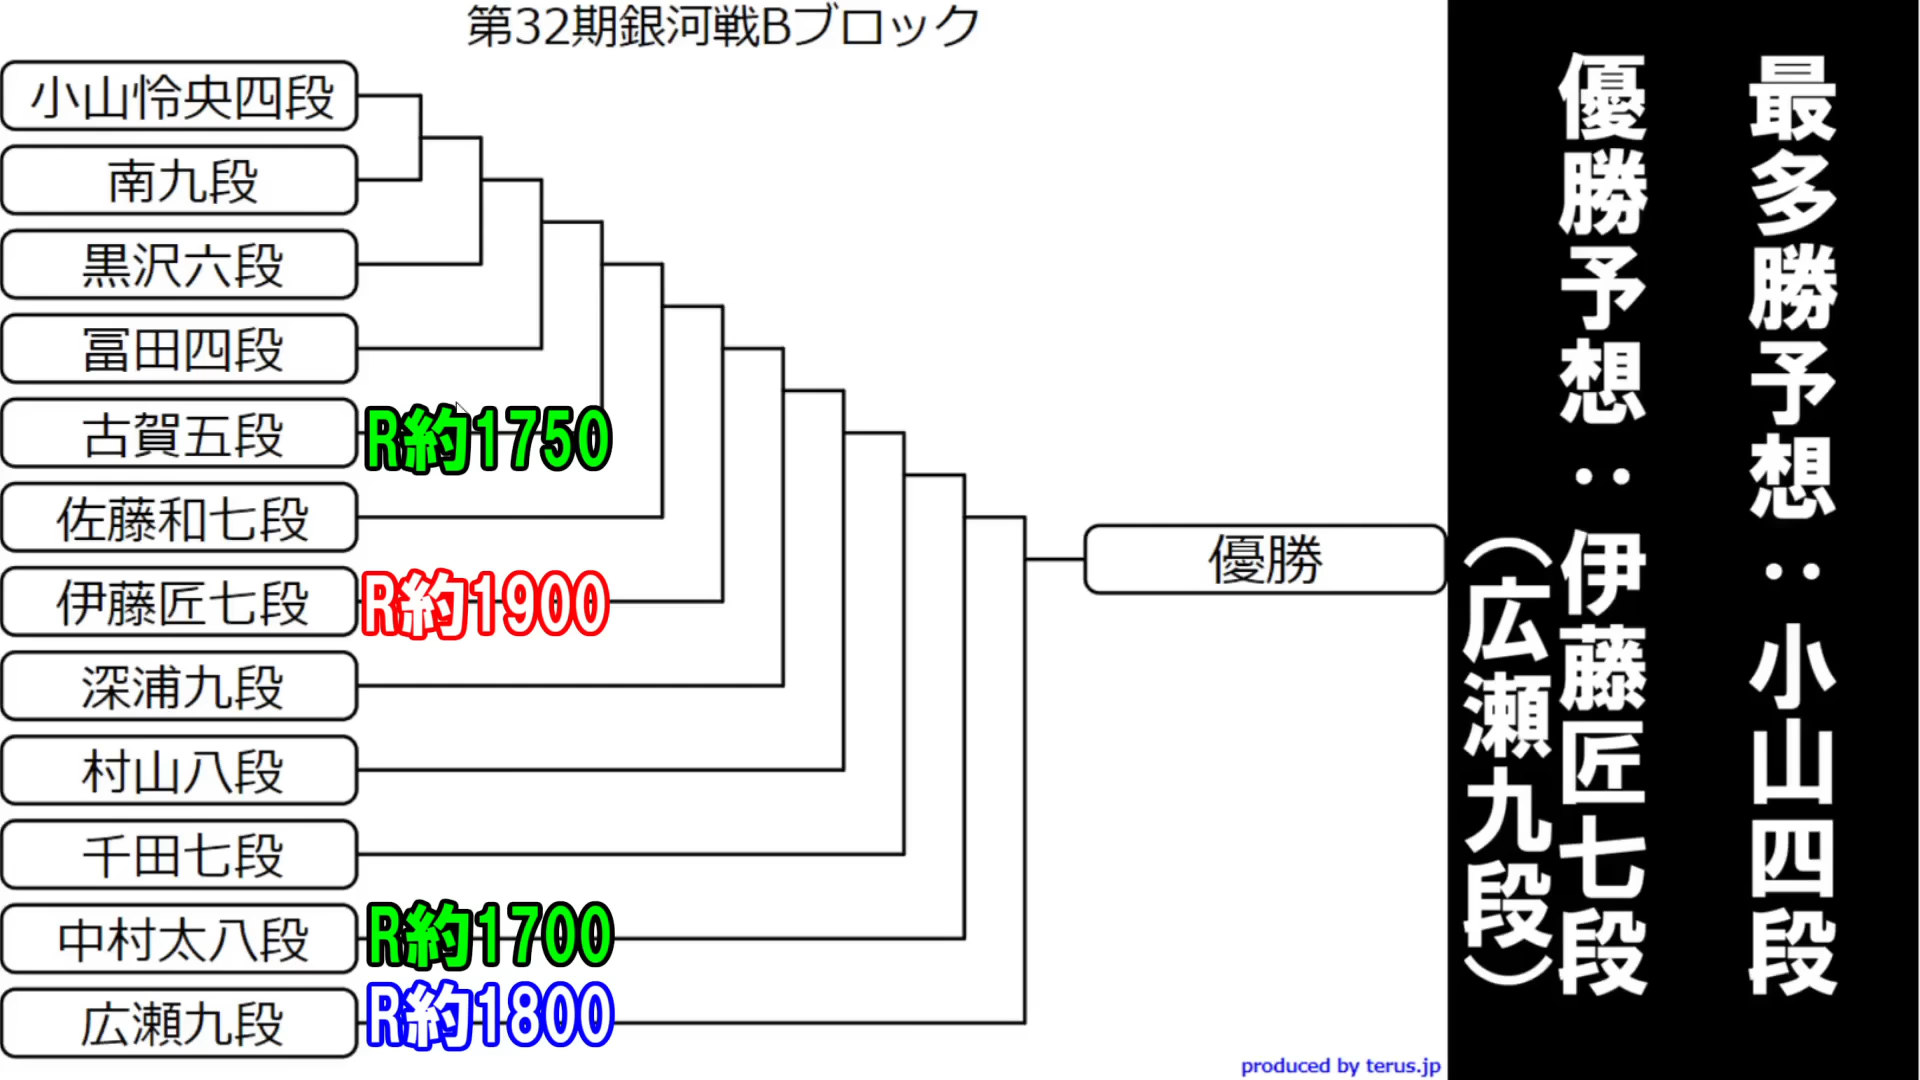 第32期銀河戦Bブロック
小山怜央四段
南九段
黒沢六段
冨田四段
古賀五段
R約1750
佐藤和七段
伊藤匠七段
R約1900
深浦九段
村山八段
千田七段
中村太八段
R約1700
広瀬九段
R約1800
優勝
produced by terus.jp
最多勝予想：小山四段
優勝予想：伊藤匠七段
（広瀬九段）